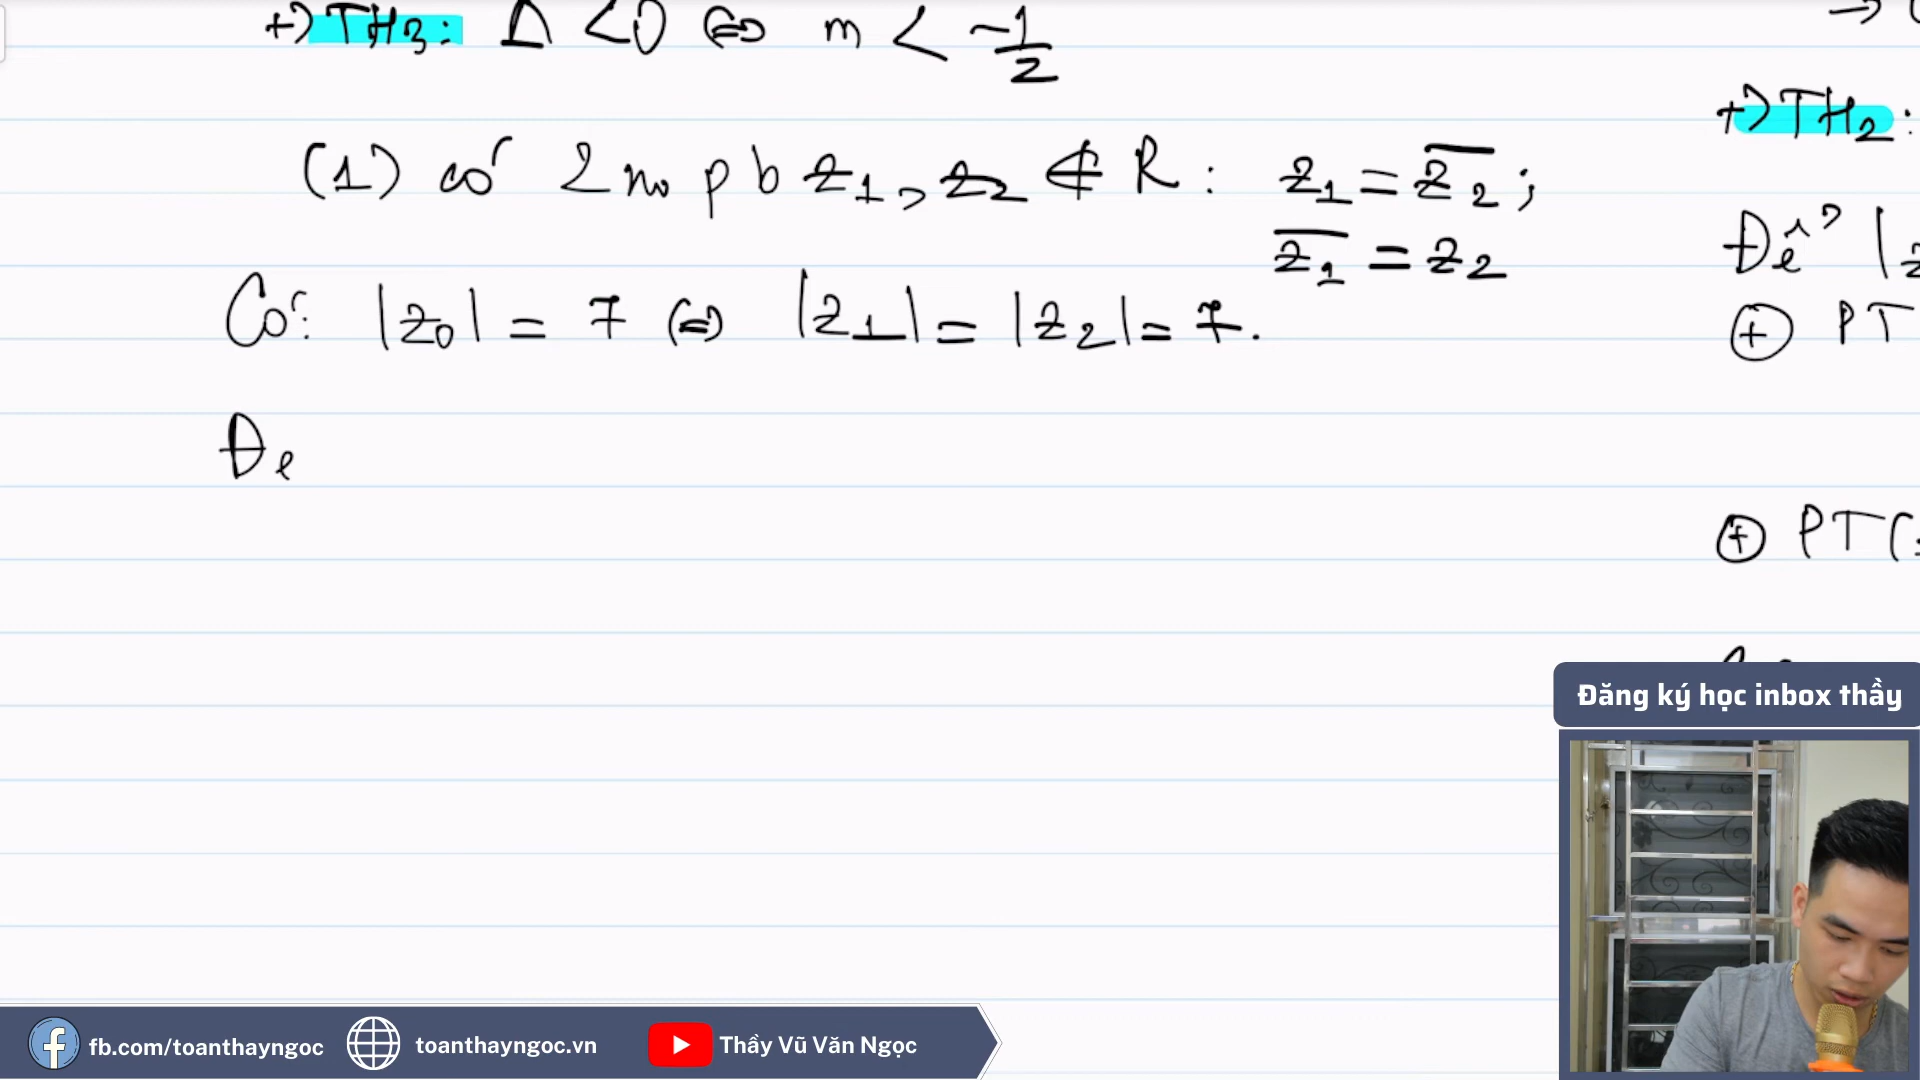 +) TH3: Δ < 0 ⇔ m < -1/2
(1) có 2 no pb z1, z2 ∉ R : z1 = z̅2 ;
z̅1 = z2
Có: |z0| = 7 ⇔ |z1| = |z2| = 7.
Đe
+) TH2 :
Để |z
⊕ PT
⊕ PT(
Đăng ký học inbox thầy
fb.com/toanthayngoc
toanthayngoc.vn
Thầy Vũ Văn Ngọc